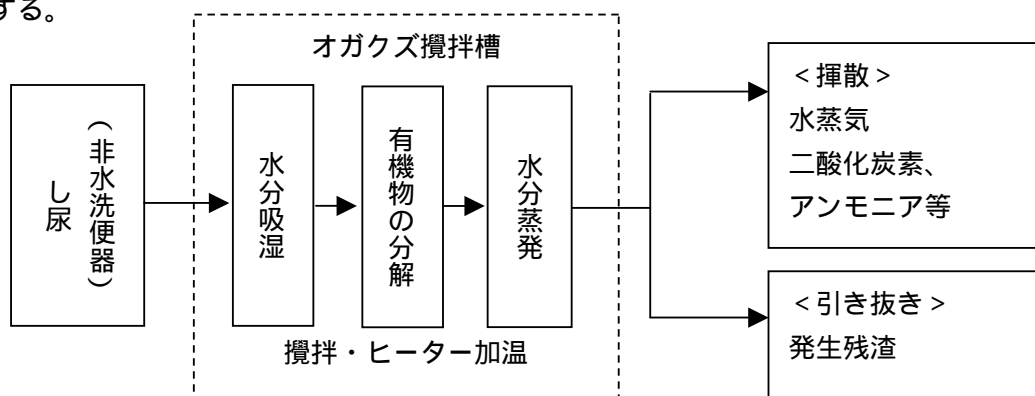 する。
オガクズ攪拌槽
し尿
(非水洗便器)
水分吸湿
有機物の分解
水分蒸発
攪拌・ヒーター加温
<揮散>
水蒸気
二酸化炭素、
アンモニア等
<引き抜き>
発生残渣